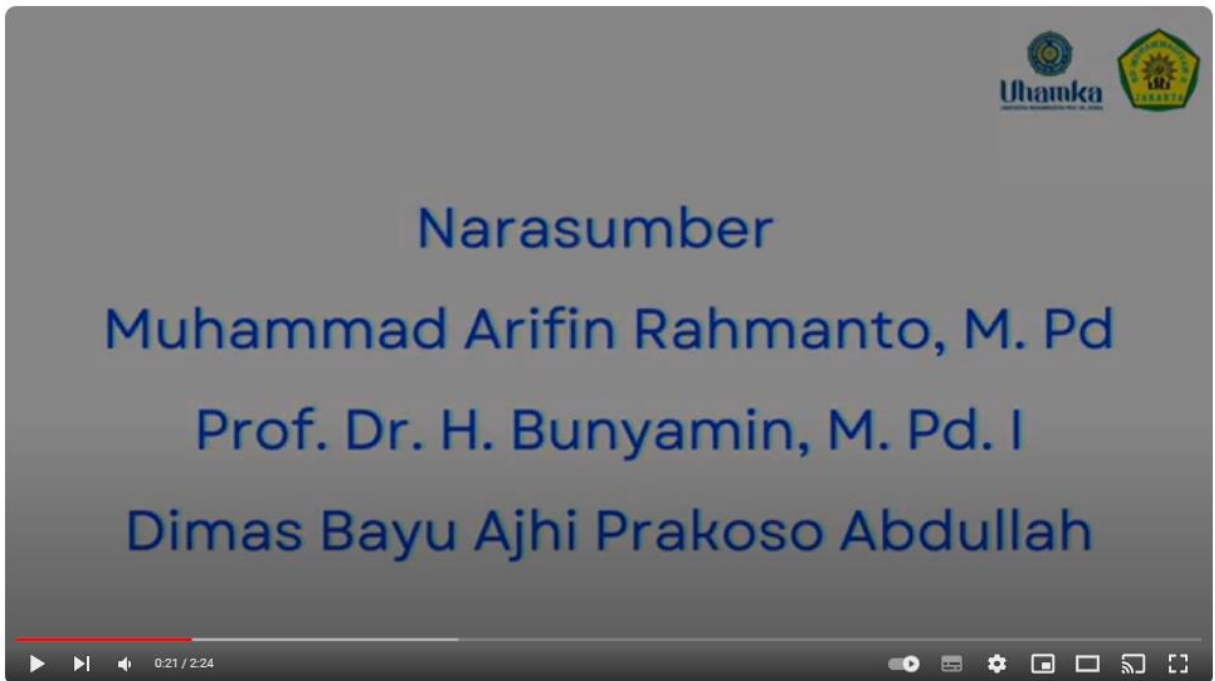 Uhamka
JAKARTA
Narasumber
Muhammad Arifin Rahmanto, M. Pd
Prof. Dr. H. Bunyamin, M. Pd. I
Dimas Bayu Ajhi Prakoso Abdullah
0:21 / 2:24